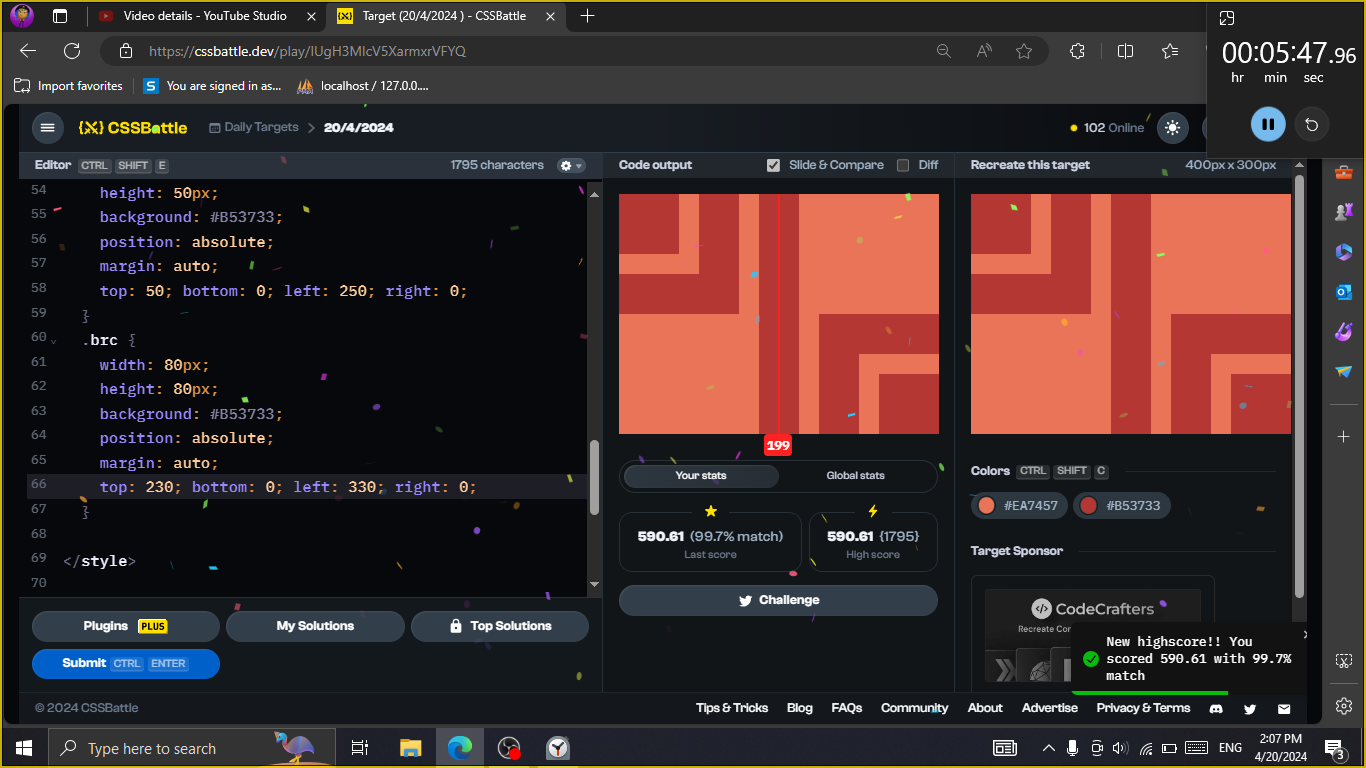 Video details - YouTube Studio
Target (20/4/2024 ) - CSSBattle
https://cssbattle.dev/play/IUgH3MIcV5XarmxrVFYQ
Import favorites
You are signed in as...
localhost / 127.0.0....
00:05:47.96
hr min sec
CSSBattle
Daily Targets > 20/4/2024
102 Online
Editor CTRL SHIFT E
1795 characters
Code output
Slide & Compare
Diff
Recreate this target
400px x 300px
54 height: 50px;
55 background: #B53733;
56 position: absolute;
57 margin: auto;
58 top: 50; bottom: 0; left: 250; right: 0;
59 }
60 .brc {
61 width: 80px;
62 height: 80px;
63 background: #B53733;
64 position: absolute;
65 margin: auto;
66 top: 230; bottom: 0; left: 330; right: 0;
67 }
68
69 </style>
70
199
Your stats
Global stats
590.61 (99.7% match)
Last score
590.61 {1795}
High score
Challenge
Colors CTRL SHIFT C
#EA7457
#B53733
Target Sponsor
CodeCrafters
Recreate Co
New highscore!! You
scored 590.61 with 99.7%
match
Plugins PLUS
My Solutions
Top Solutions
Submit CTRL ENTER
© 2024 CSSBattle
Tips & Tricks
Blog
FAQs
Community
About
Advertise
Privacy & Terms
Type here to search
ENG
2:07 PM
4/20/2024
3